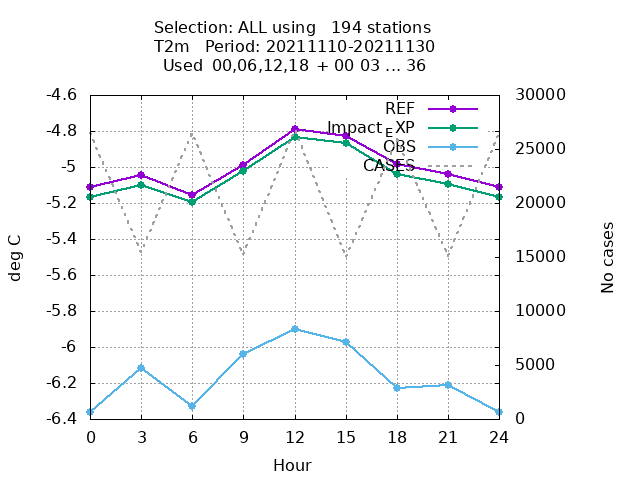 Selection: ALL using 194 stations
T2m Period: 20211110-20211130
Used 00,06,12,18 + 00 03 ... 36
-4.6
-4.8
-5
-5.2
-5.4
-5.6
-5.8
-6
-6.2
-6.4
deg C
REF
Impact_EXP
OBS
CASES
30000
25000
20000
15000
10000
5000
0
No cases
0 3 6 9 12 15 18 21 24
Hour